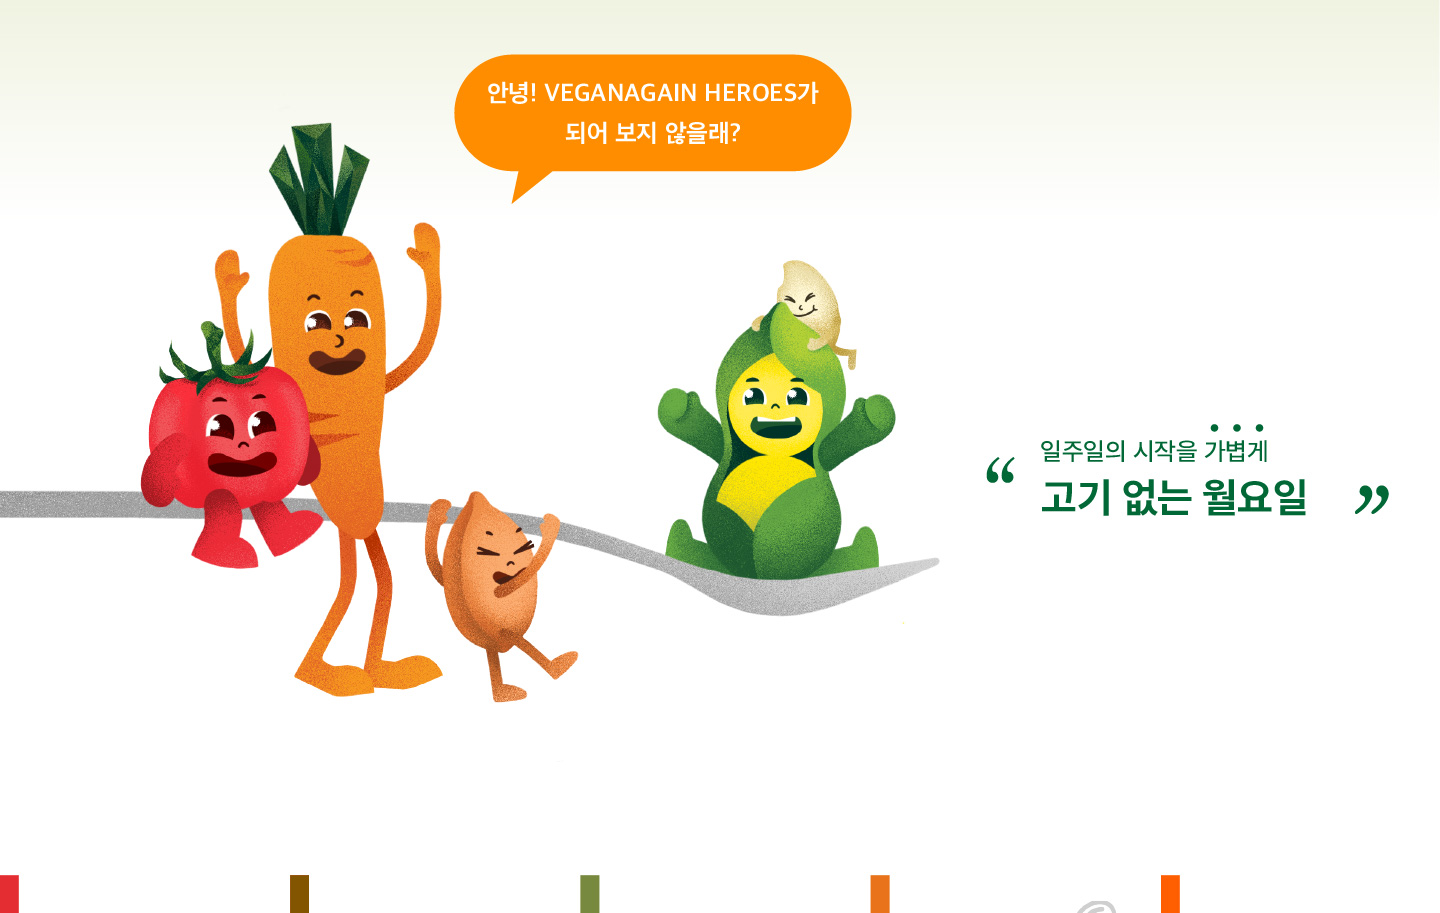 안녕! VEGANAGAIN HEROES가
되어 보지 않을래?
“ 일주일의 시작을 가볍게
고기 없는 월요일 ”